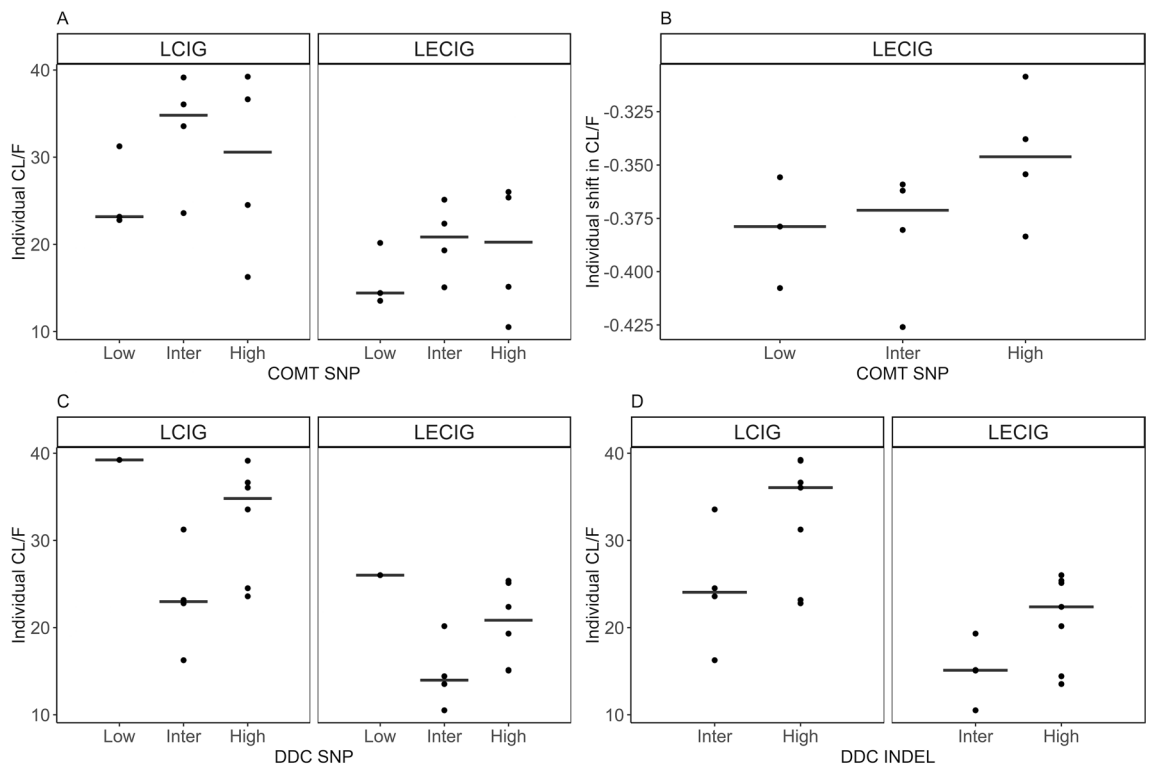 A
LCIG LECIG
Individual CL/F
40
30
20
10
Low Inter High Low Inter High
COMT SNP
B
LECIG
Individual shift in CL/F
-0.325
-0.350
-0.375
-0.400
-0.425
Low Inter High
COMT SNP
C
LCIG LECIG
Individual CL/F
40
30
20
10
Low Inter High Low Inter High
DDC SNP
D
LCIG LECIG
Individual CL/F
40
30
20
10
Inter High Inter High
DDC INDEL